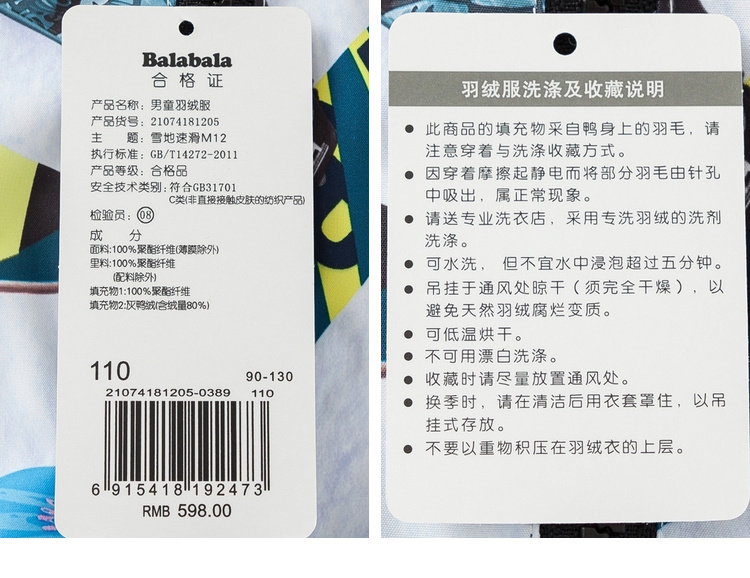 Balabala
合格证
产品名称: 男童羽绒服
产品货号: 21074181205
主　题: 雪地速滑M12
执行标准: GB/T14272-2011
产品等级: 合格品
安全技术类别: 符合GB31701
C类(非直接接触皮肤的纺织产品)
检验员: 08
成　分
面料:100%聚酯纤维(薄膜除外)
里料:100%聚酯纤维
(配料除外)
填充物1:100%聚酯纤维
填充物2:灰鸭绒(含绒量80%)
110
90-130
21074181205-0389 110
6 915418 192473
RMB 598.00
羽绒服洗涤及收藏说明
● 此商品的填充物采自鸭身上的羽毛，请
注意穿着与洗涤收藏方式。
● 因穿着摩擦起静电而将部分羽毛由针孔
中吸出，属正常现象。
● 请送专业洗衣店，采用专洗羽绒的洗剂
洗涤。
● 可水洗，但不宜水中浸泡超过五分钟。
● 吊挂于通风处晾干（须完全干燥），以
避免天然羽绒腐烂变质。
● 可低温烘干。
● 不可用漂白洗涤。
● 收藏时请尽量放置通风处。
● 换季时，请在清洁后用衣套罩住，以吊
挂式存放。
● 不要以重物积压在羽绒衣的上层。